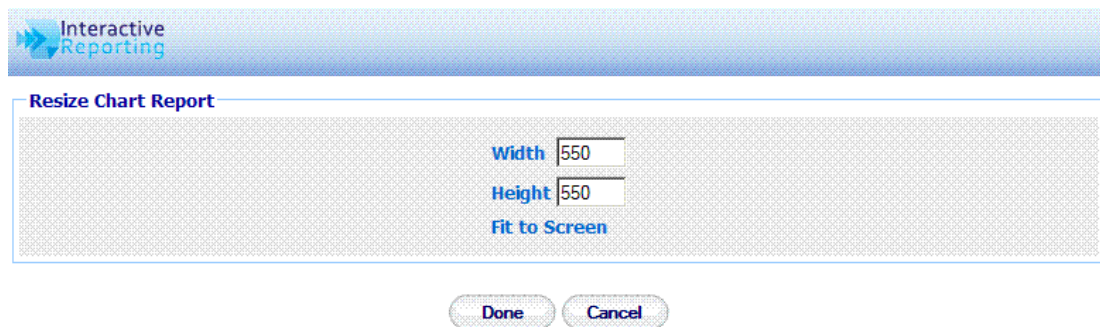 Interactive
Reporting
Resize Chart Report
Width 550
Height 550
Fit to Screen
Done Cancel